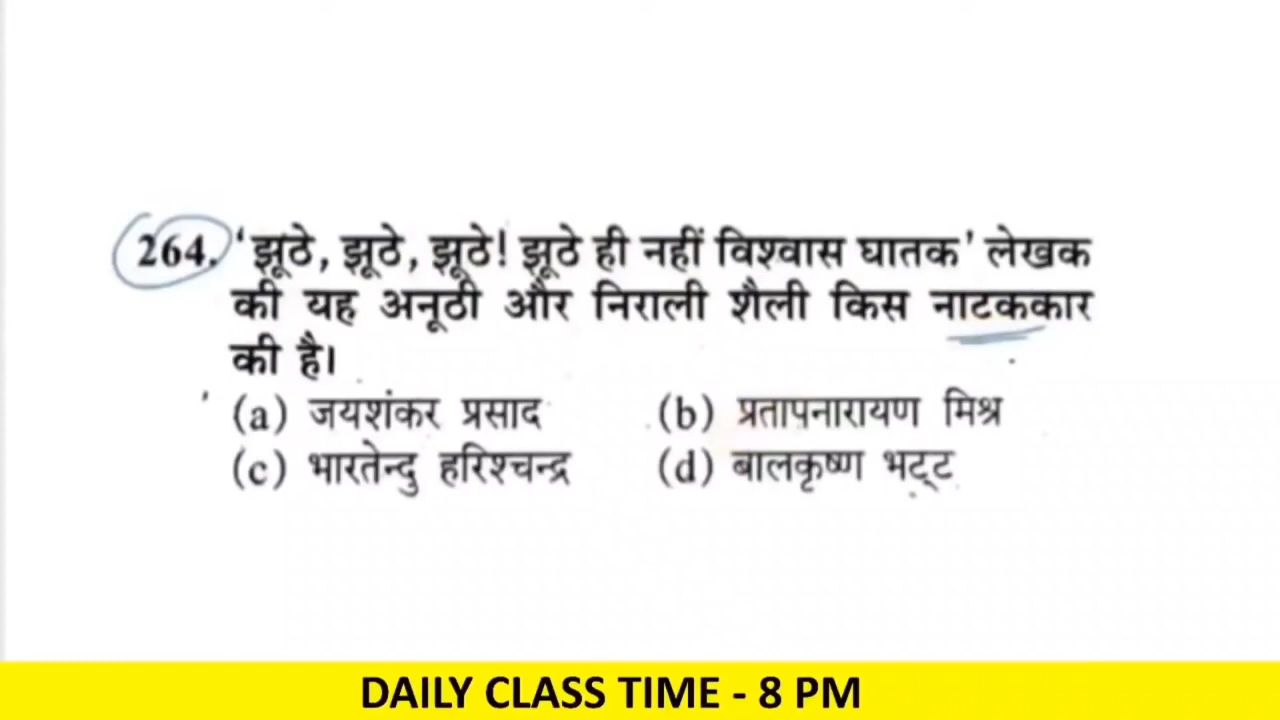 264. 'झूठे, झूठे, झूठे! झूठे ही नहीं विश्वास घातक' लेखक
की यह अनूठी और निराली शैली किस नाटककार
की है।
(a) जयशंकर प्रसाद (b) प्रतापनारायण मिश्र
(c) भारतेन्दु हरिश्चन्द्र (d) बालकृष्ण भट्ट
DAILY CLASS TIME - 8 PM